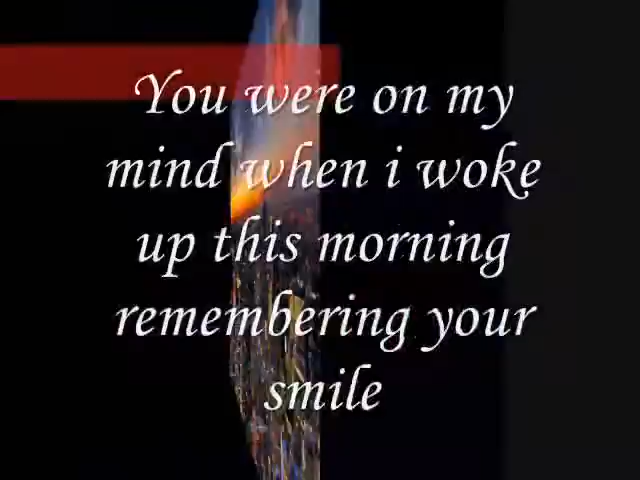 You were on my
mind when i woke
up this morning
remembering your
smile